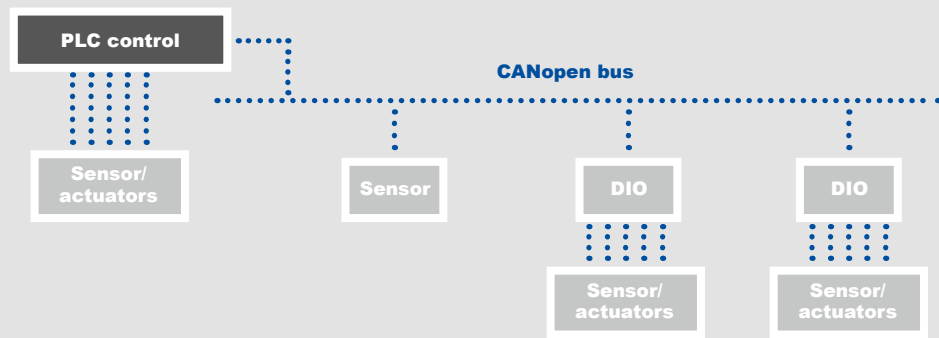 PLC control
CANopen bus
Sensor/
actuators
Sensor
DIO
DIO
Sensor/
actuators
Sensor/
actuators